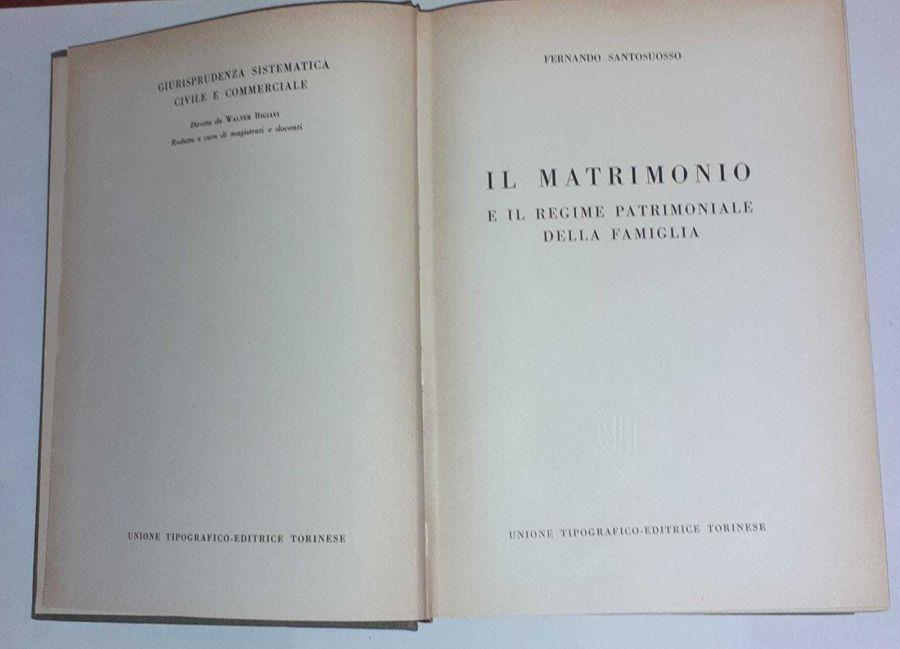 GIURISPRUDENZA SISTEMATICA
CIVILE E COMMERCIALE
Diretta da WALTER BIGIAVI
Redatta a cura di magistrati e docenti
UNIONE TIPOGRAFICO-EDITRICE TORINESE
FERNANDO SANTOSUOSSO
IL MATRIMONIO
E IL REGIME PATRIMONIALE
DELLA FAMIGLIA
UNIONE TIPOGRAFICO-EDITRICE TORINESE